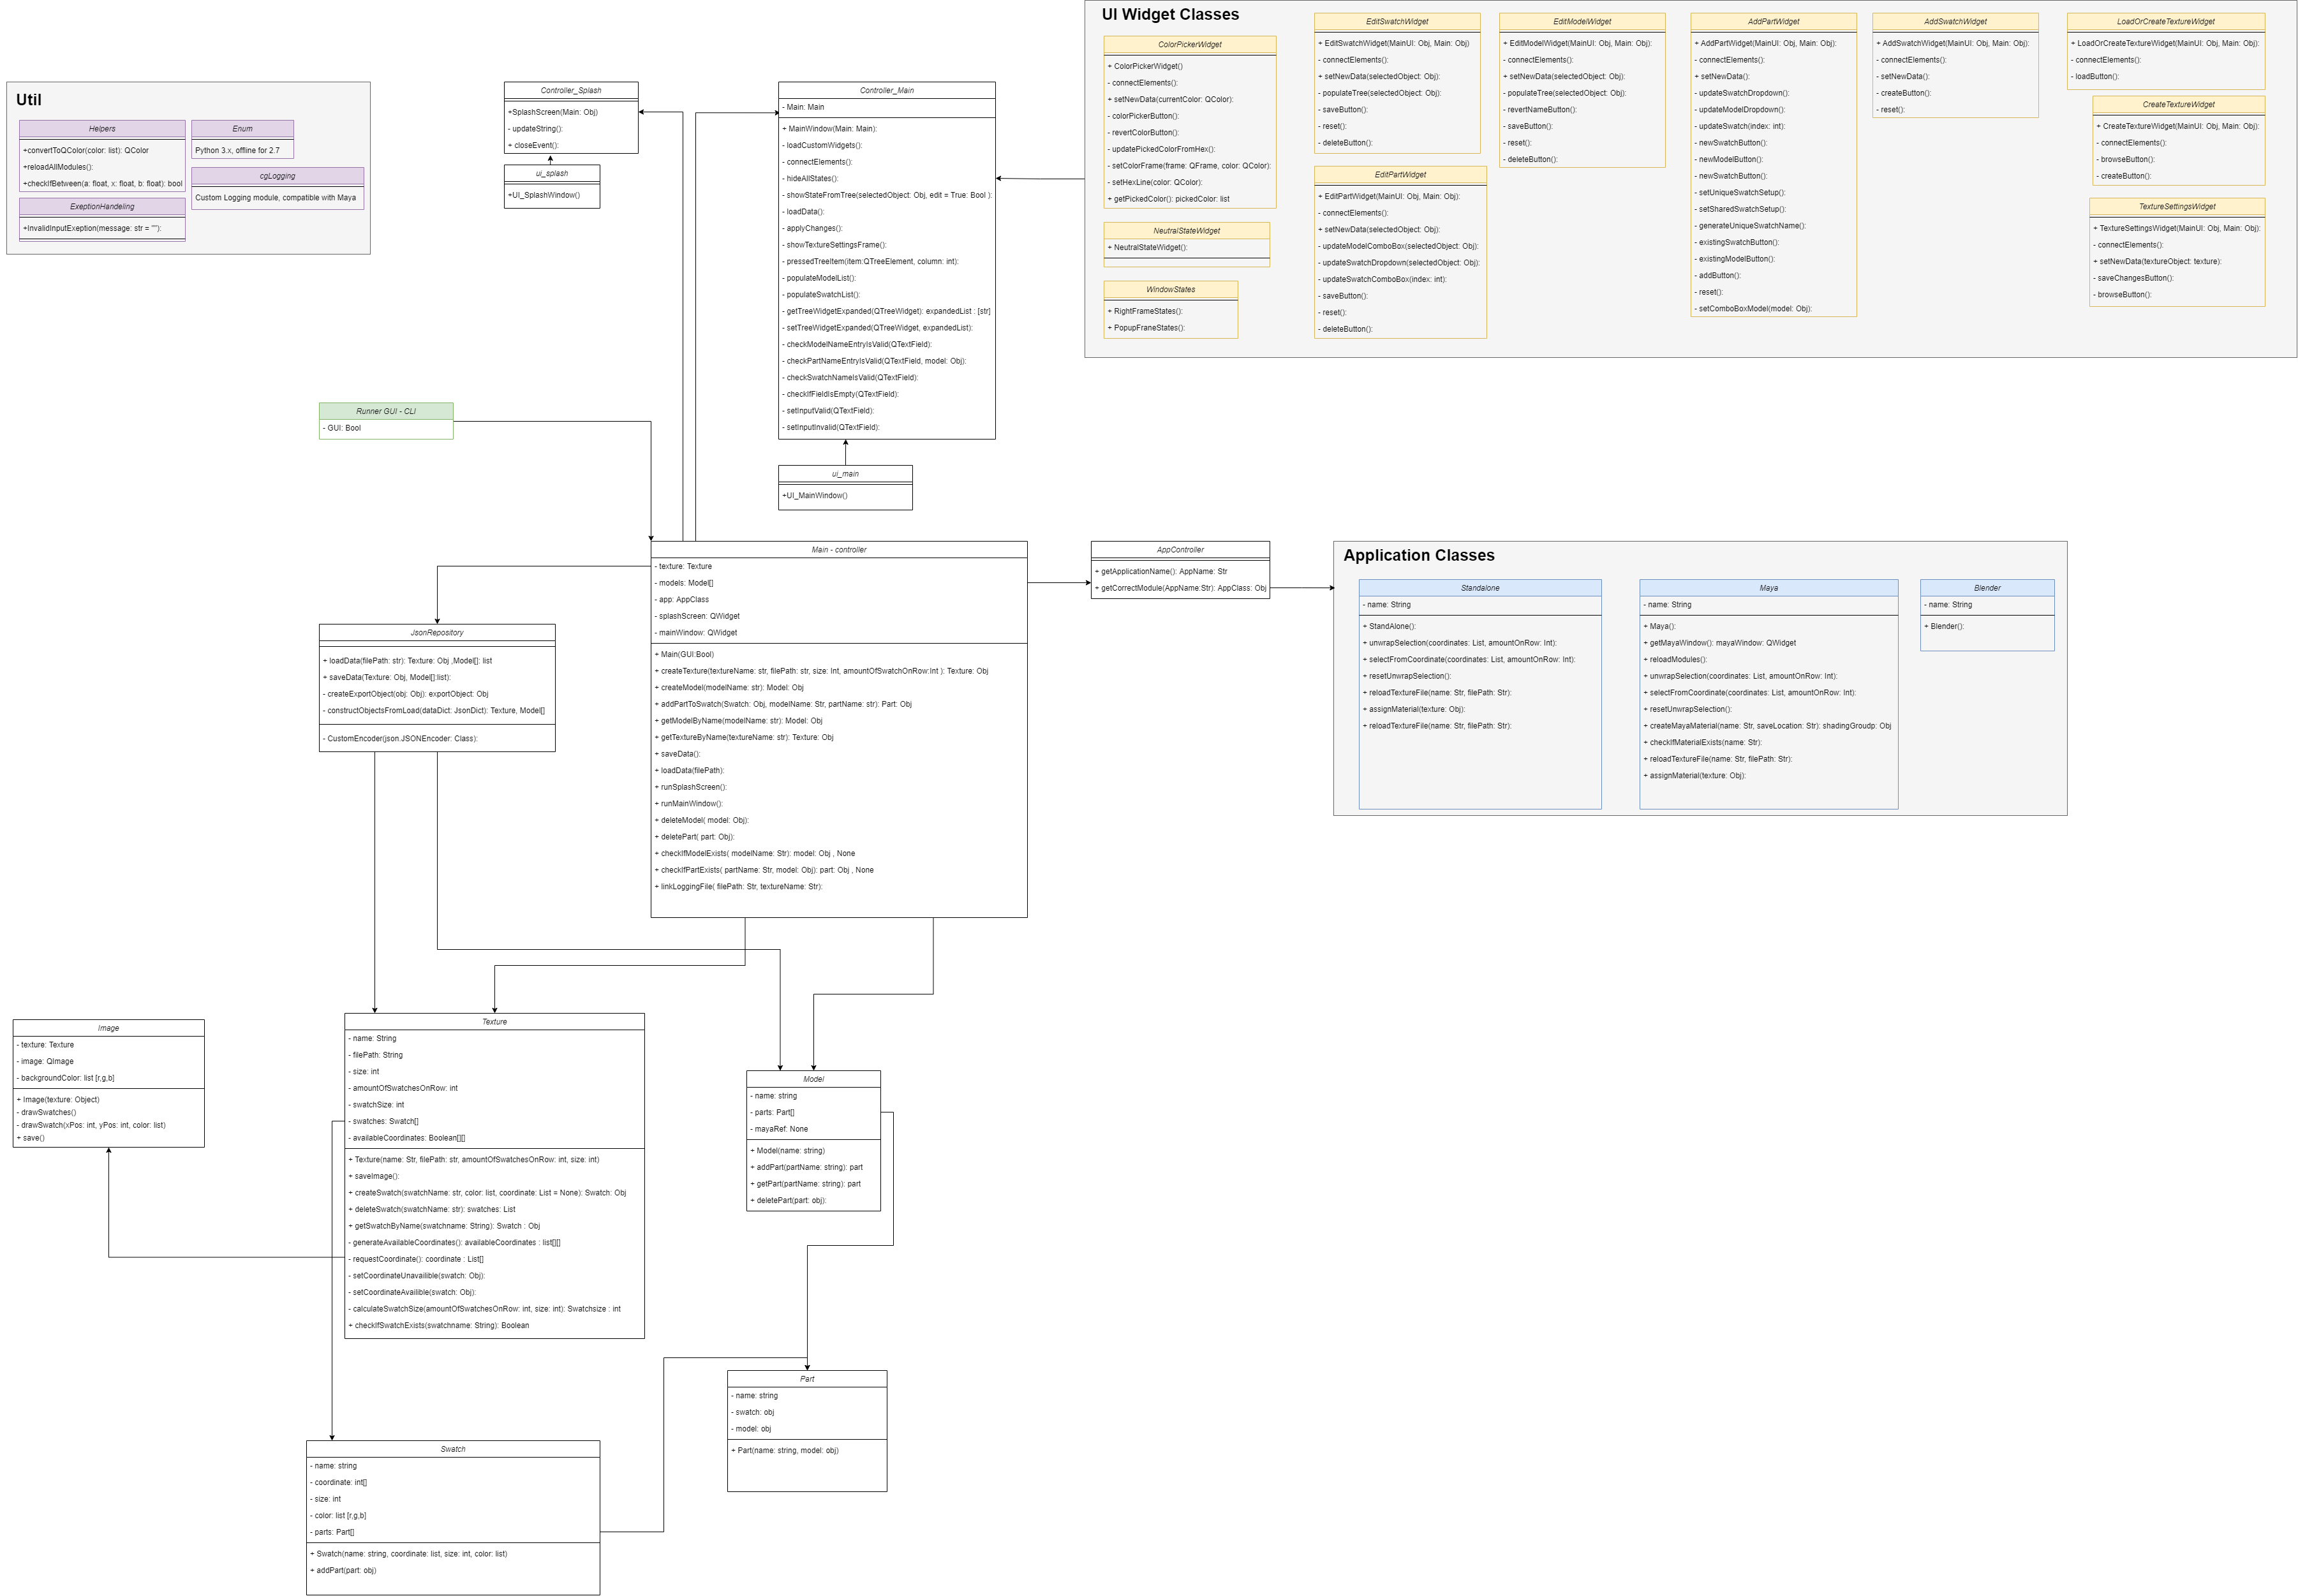 UI Widget Classes
ColorPickerWidget
+ ColorPickerWidget()
- connectElements():
+ setNewData(currentColor: QColor):
- colorPickerButton():
- revertColorButton():
- updatePickedColorFromHex():
- setColorFrame(frame: QFrame, color: QColor):
- setHexLine(color: QColor):
+ getPickedColor(): pickedColor: list
NeutralStateWidget
+ NeutralStateWidget():
WindowStates
+ RightFrameStates():
+ PopupFraneStates():
EditSwatchWidget
+ EditSwatchWidget(MainUI: Obj, Main: Obj)
- connectElements():
+ setNewData(selectedObject: Obj):
- populateTree(selectedObject: Obj):
- saveButton():
- reset():
- deleteButton():
EditPartWidget
+ EditPartWidget(MainUI: Obj, Main: Obj):
- connectElements():
+ setNewData(selectedObject: Obj):
- updateModelComboBox(selectedObject: Obj):
- updateSwatchDropdown(selectedObject: Obj):
- updateSwatchComboBox(index: int):
- saveButton():
- reset():
- deleteButton():
EditModelWidget
+ EditModelWidget(MainUI: Obj, Main: Obj):
- connectElements():
+ setNewData(selectedObject: Obj):
- populateTree(selectedObject: Obj):
- revertNameButton():
- saveButton():
- reset():
- deleteButton():
AddPartWidget
+ AddPartWidget(MainUI: Obj, Main: Obj):
- connectElements():
+ setNewData():
- updateSwatchDropdown():
- updateModelDropdown():
- updateSwatch(index: int):
- newSwatchButton():
- newModelButton():
- newSwatchButton():
- setUniqueSwatchSetup():
- setSharedSwatchSetup():
- generateUniqueSwatchName():
- existingSwatchButton():
- existingModelButton():
- addButton():
- reset():
- setComboBoxModel(model: Obj):
AddSwatchWidget
+ AddSwatchWidget(MainUI: Obj, Main: Obj):
- connectElements():
- setNewData():
- createButton():
- reset():
LoadOrCreateTextureWidget
+ LoadOrCreateTextureWidget(MainUI: Obj, Main: Obj):
- connectElements():
- loadButton():
CreateTextureWidget
+ CreateTextureWidget(MainUI: Obj, Main: Obj):
- connectElements():
- browseButton():
- createButton():
TextureSettingsWidget
+ TextureSettingsWidget(MainUI: Obj, Main: Obj):
- connectElements():
+ setNewData(textureObject: texture):
- saveChangesButton():
- browseButton():
Util
Helpers
+convertToQColor(color: list): QColor
+reloadAllModules():
+checkIfBetween(a: float, x: float, b: float): bool
ExeptionHandeling
+InvalidInputExeption(message: str = ""):
Enum
Python 3.x, offline for 2.7
cgLogging
Custom Logging module, compatible with Maya
Controller_Splash
+SplashScreen(Main: Obj)
- updateString():
+ closeEvent():
ui_splash
+UI_SplashWindow()
Controller_Main
- Main: Main
+ MainWindow(Main: Main):
- loadCustomWidgets():
- connectElements():
- hideAllStates():
- showStateFromTree(selectedObject: Obj, edit = True: Bool ):
- loadData():
- applyChanges():
- showTextureSettingsFrame():
- pressedTreeItem(item:QTreeElement, column: int):
- populateModelList():
- populateSwatchList():
- getTreeWidgetExpanded(QTreeWidget): expandedList : [str]
- setTreeWidgetExpanded(QTreeWidget, expandedList):
- checkModelNameEntryIsValid(QTextField):
- checkPartNameEntryIsValid(QTextField, model: Obj):
- checkSwatchNameIsValid(QTextField):
- checkIfFieldIsEmpty(QTextField):
- setInputValid(QTextField):
- setInputInvalid(QTextField):
ui_main
+UI_MainWindow()
Runner GUI - CLI
- GUI: Bool
Main - controller
- texture: Texture
- models: Model[]
- app: AppClass
- splashScreen: QWidget
- mainWindow: QWidget
+ Main(GUI:Bool)
+ createTexture(textureName: str, filePath: str, size: Int, amountOfSwatchOnRow:Int ): Texture: Obj
+ createModel(modelName: str): Model: Obj
+ addPartToSwatch(Swatch: Obj, modelName: Str, partName: str): Part: Obj
+ getModelByName(modelName: str): Model: Obj
+ getTextureByName(textureName: str): Texture: Obj
+ saveData():
+ loadData(filePath):
+ runSplashScreen():
+ runMainWindow():
+ deleteModel( model: Obj):
+ deletePart( part: Obj):
+ checkIfModelExists( modelName: Str): model: Obj , None
+ checkIfPartExists( partName: Str, model: Obj): part: Obj , None
+ linkLoggingFile( filePath: Str, textureName: Str):
AppController
+ getApplicationName(): AppName: Str
+ getCorrectModule(AppName:Str): AppClass: Obj
Application Classes
Standalone
- name: String
+ StandAlone():
+ unwrapSelection(coordinates: List, amountOnRow: Int):
+ selectFromCoordinate(coordinates: List, amountOnRow: Int):
+ resetUnwrapSelection():
+ reloadTextureFile(name: Str, filePath: Str):
+ assignMaterial(texture: Obj):
+ reloadTextureFile(name: Str, filePath: Str):
Maya
- name: String
+ Maya():
+ getMayaWindow(): mayaWindow: QWidget
+ reloadModules():
+ unwrapSelection(coordinates: List, amountOnRow: Int):
+ selectFromCoordinate(coordinates: List, amountOnRow: Int):
+ resetUnwrapSelection():
+ createMayaMaterial(name: Str, saveLocation: Str): shadingGroudp: Obj
+ checkIfMaterialExists(name: Str):
+ reloadTextureFile(name: Str, filePath: Str):
+ assignMaterial(texture: Obj):
Blender
- name: String
+ Blender():
JsonRepository
+ loadData(filePath: str): Texture: Obj ,Model[]: list
+ saveData(Texture: Obj, Model[]:list):
- createExportObject(obj: Obj): exportObject: Obj
- constructObjectsFromLoad(dataDict: JsonDict): Texture, Model[]
- CustomEncoder(json.JSONEncoder: Class):
Image
- texture: Texture
- image: QImage
- backgroundColor: list [r,g,b]
+ Image(texture: Object)
- drawSwatches()
- drawSwatch(xPos: int, yPos: int, color: list)
+ save()
Texture
- name: String
- filePath: String
- size: int
- amountOfSwatchesOnRow: int
- swatchSize: int
- swatches: Swatch[]
- availableCoordinates: Boolean[][]
+ Texture(name: Str, filePath: str, amountOfSwatchesOnRow: int, size: int)
+ saveImage():
+ createSwatch(swatchName: str, color: list, coordinate: List = None): Swatch: Obj
+ deleteSwatch(swatchName: str): swatches: List
+ getSwatchByName(swatchname: String): Swatch : Obj
- generateAvailableCoordinates(): availableCoordinates : list[][]
- requestCoordinate(): coordinate : List[]
- setCoordinateUnavailible(swatch: Obj):
- setCoordinateAvailible(swatch: Obj):
- calculateSwatchSize(amountOfSwatchesOnRow: int, size: int): Swatchsize : int
+ checkIfSwatchExists(swatchname: String): Boolean
Model
- name: string
- parts: Part[]
- mayaRef: None
+ Model(name: string)
+ addPart(partName: string): part
+ getPart(partName: string): part
+ deletePart(part: obj):
Part
- name: string
- swatch: obj
- model: obj
+ Part(name: string, model: obj)
Swatch
- name: string
- coordinate: int[]
- size: int
- color: list [r,g,b]
- parts: Part[]
+ Swatch(name: string, coordinate: list, size: int, color: list)
+ addPart(part: obj)